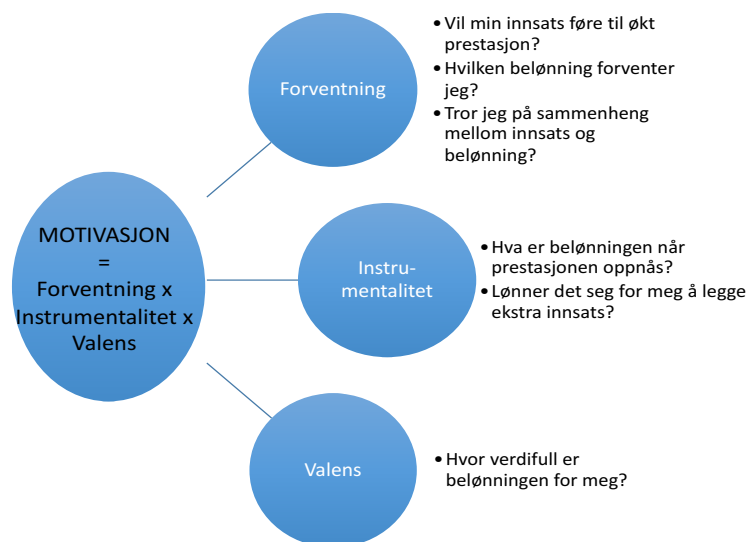 MOTIVASJON
=
Forventning x
Instrumentalitet x
Valens
Forventning
• Vil min innsats føre til økt
prestasjon?
• Hvilken belønning forventer
jeg?
• Tror jeg på sammenheng
mellom innsats og
belønning?
Instru-
mentalitet
• Hva er belønningen når
prestasjonen oppnås?
• Lønner det seg for meg å legge
ekstra innsats?
Valens
• Hvor verdifull er
belønningen for meg?